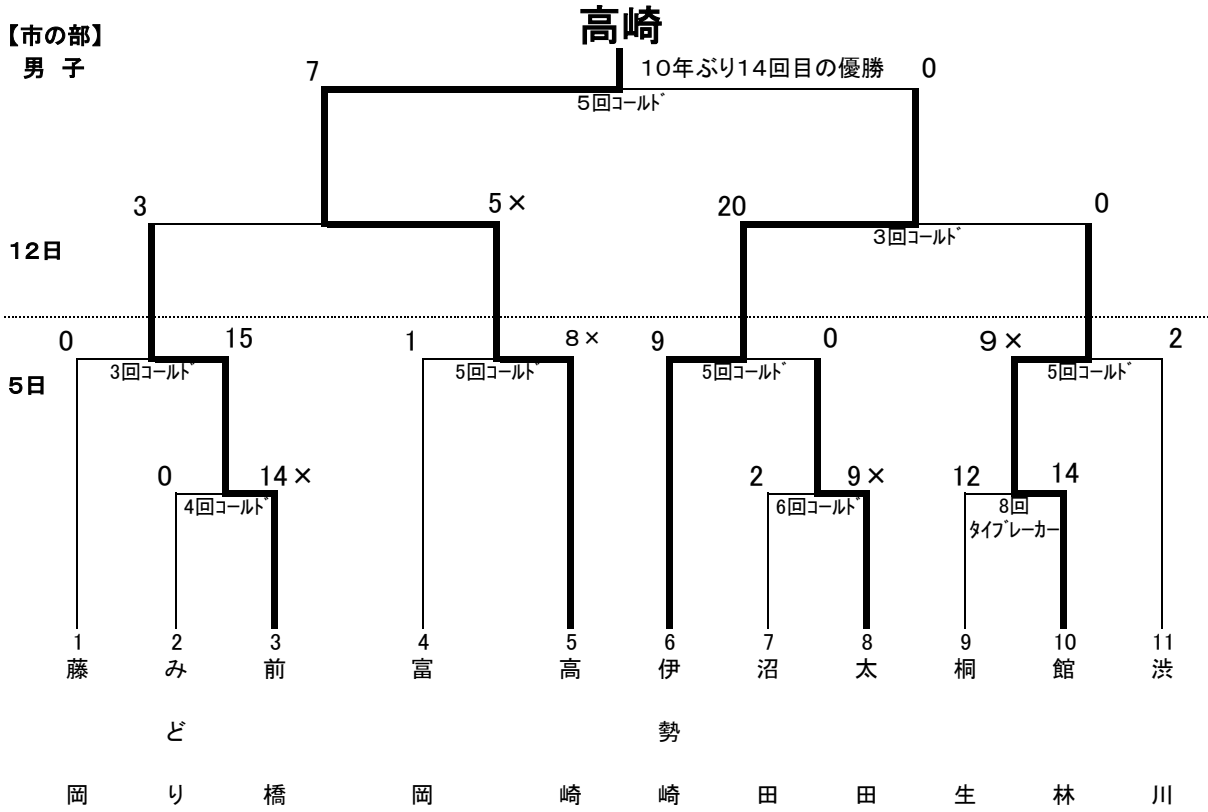 高崎
【市の部】
男 子
7
10年ぶり14回目の優勝
0
5回コールド
3
5×
20
0
3回コールド
12日
0
15
1
8×
9
0
9×
2
3回コールド
5回コールド
5回コールド
5回コールド
5日
0
14×
2
9×
12
14
4回コールド
6回コールド
8回
タイブレーカー
1
2
3
4
5
6
7
8
9
10
11
藤岡
みどり
前橋
富岡
高崎
伊勢崎
沼田
太田
桐生
館林
渋川